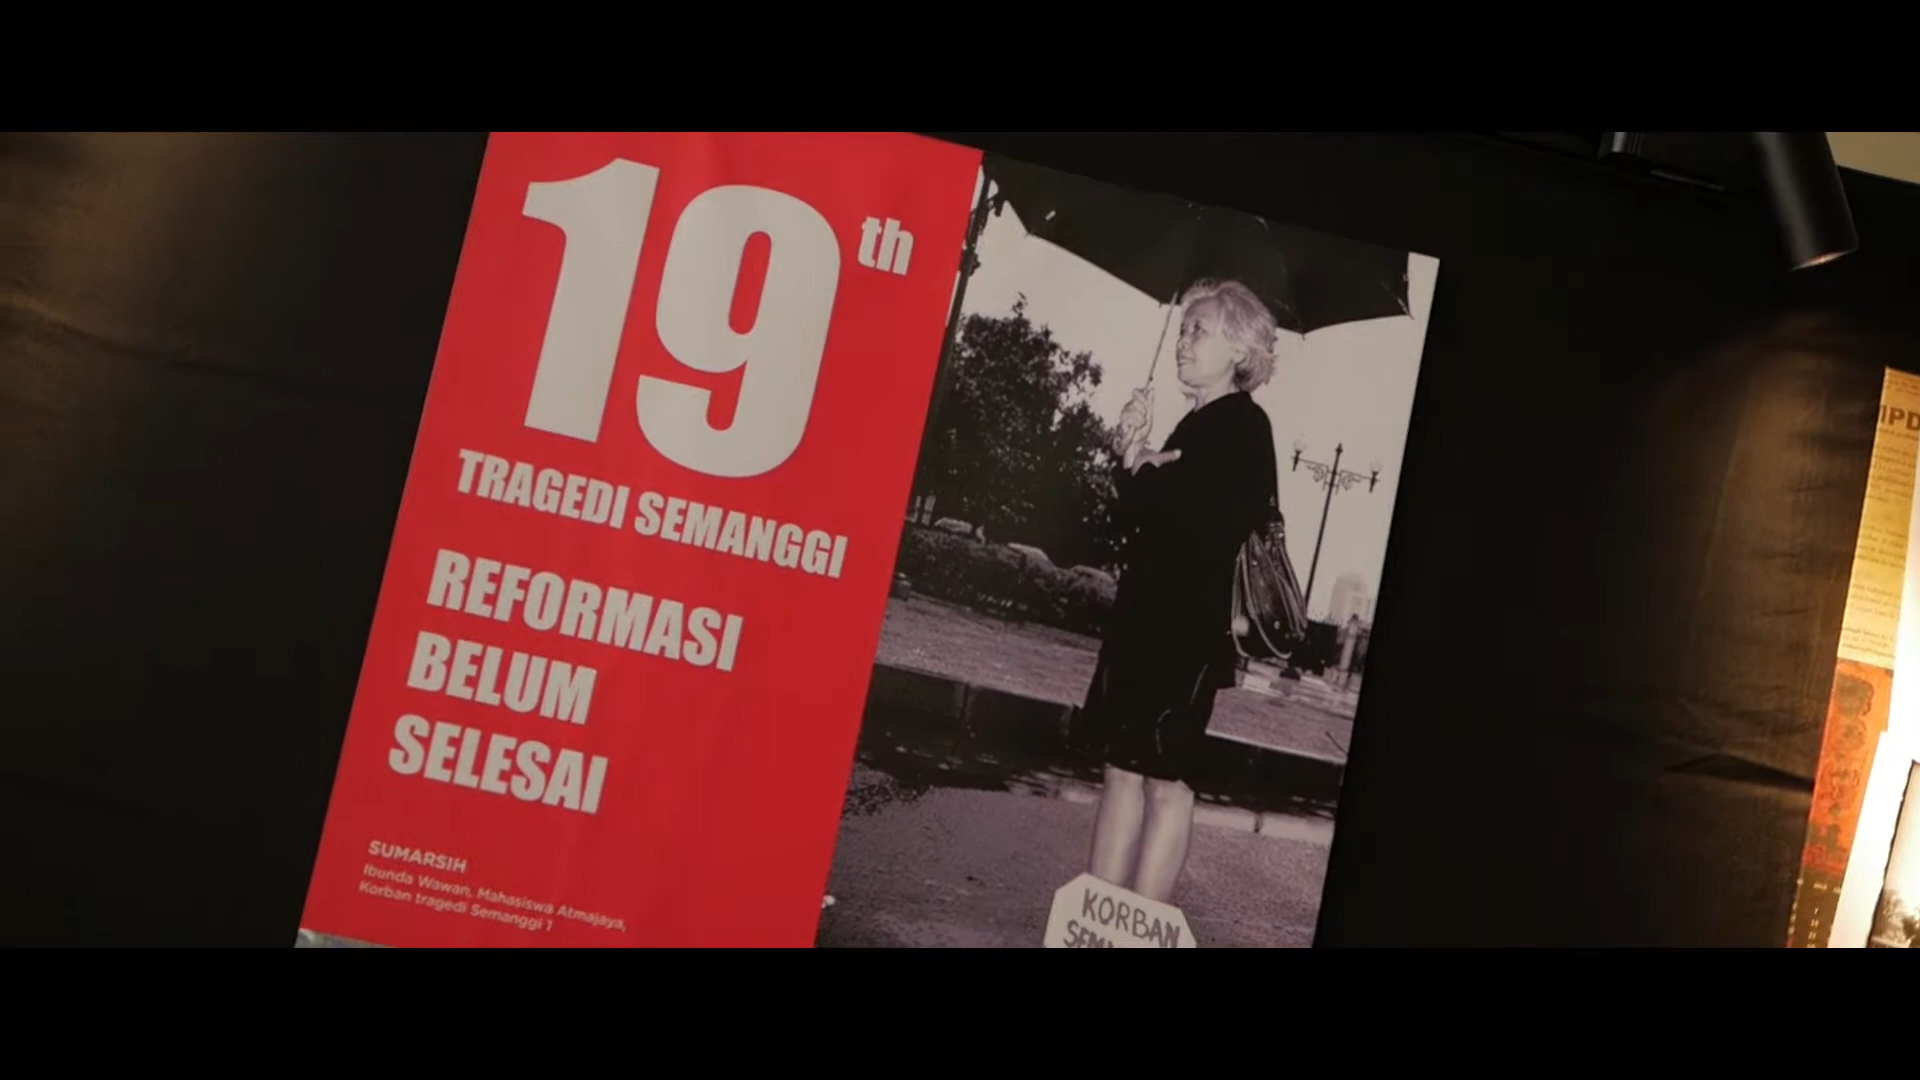 19th
TRAGEDI SEMANGGI
REFORMASI
BELUM
SELESAI
SUMARSIH
Ibunda Wawan, Mahasiswa Atmajaya,
Korban tragedi Semanggi 1
KORBAN